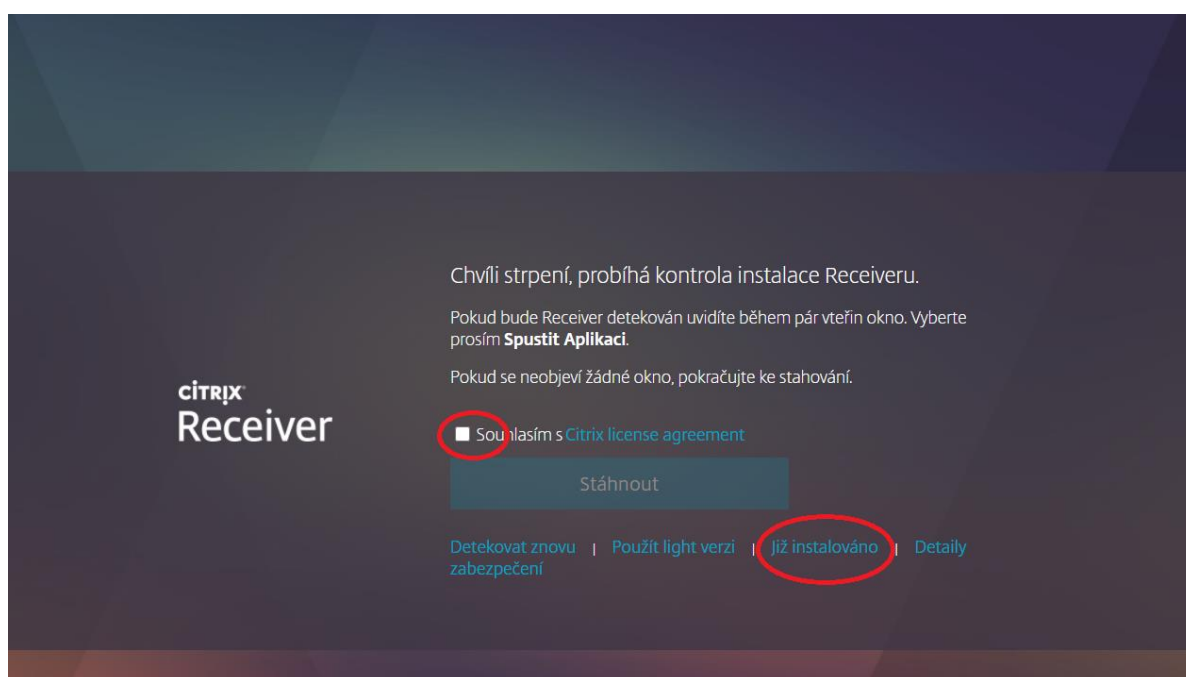 Chvíli strpení, probíhá kontrola instalace Receiveru.
Pokud bude Receiver detekován uvidíte během pár vteřin okno. Vyberte
prosím Spustit Aplikaci.
Pokud se neobjeví žádné okno, pokračujte ke stahování.
citrix
Receiver
Souhlasím s Citrix license agreement
Stáhnout
Detekovat znovu | Použít light verzi | Již instalováno | Detaily
zabezpečení